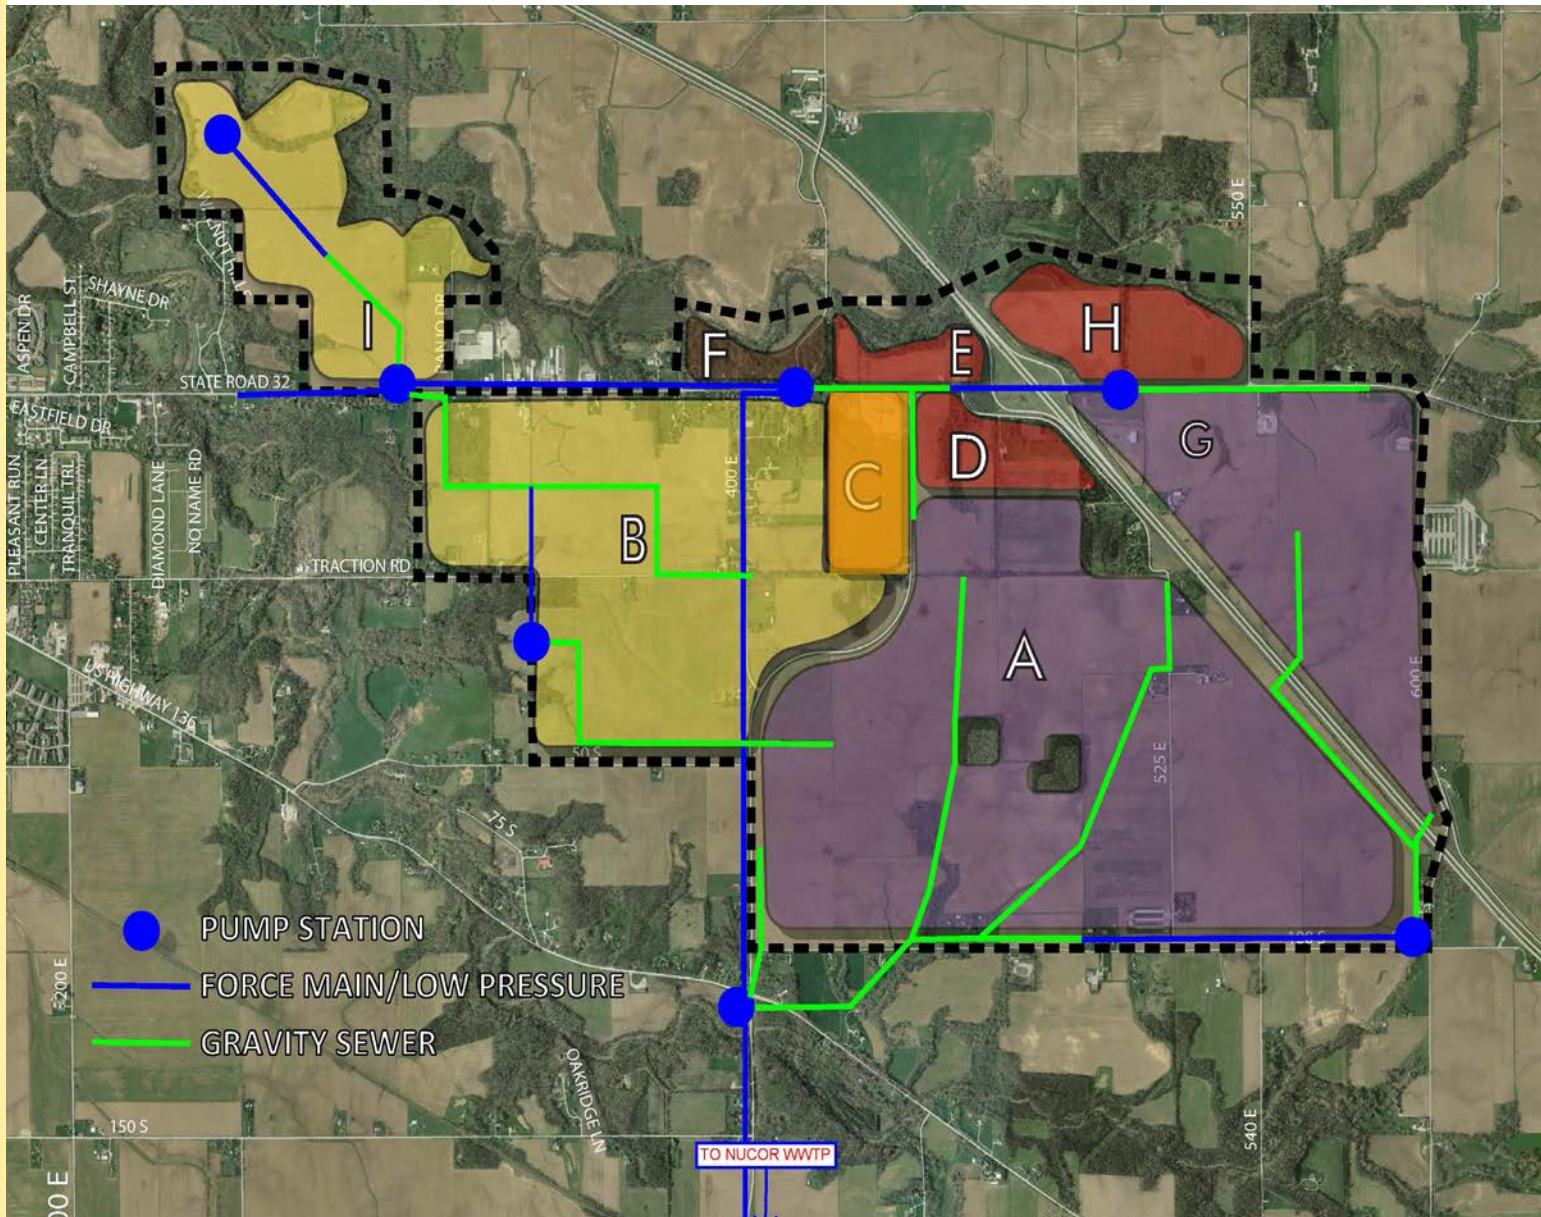 550 E
SHAYNE DR
CAMPBELL ST
ASPEN DR
I
F
E
H
STATE ROAD 32
EASTFIELD DR
G
D
C
400 E
PLEASANT RUN
CENTER LN
TRANQUIL TRL
DIAMOND LANE
NO NAME RD
B
TRACTION RD
A
600 E
US HIGHWAY 136
50 S
525 E
75 S
PUMP STATION
100 S
200 E
FORCE MAIN/LOW PRESSURE
GRAVITY SEWER
OAKRIDGE LN
150 S
540 E
TO NUCOR WWTP
00 E